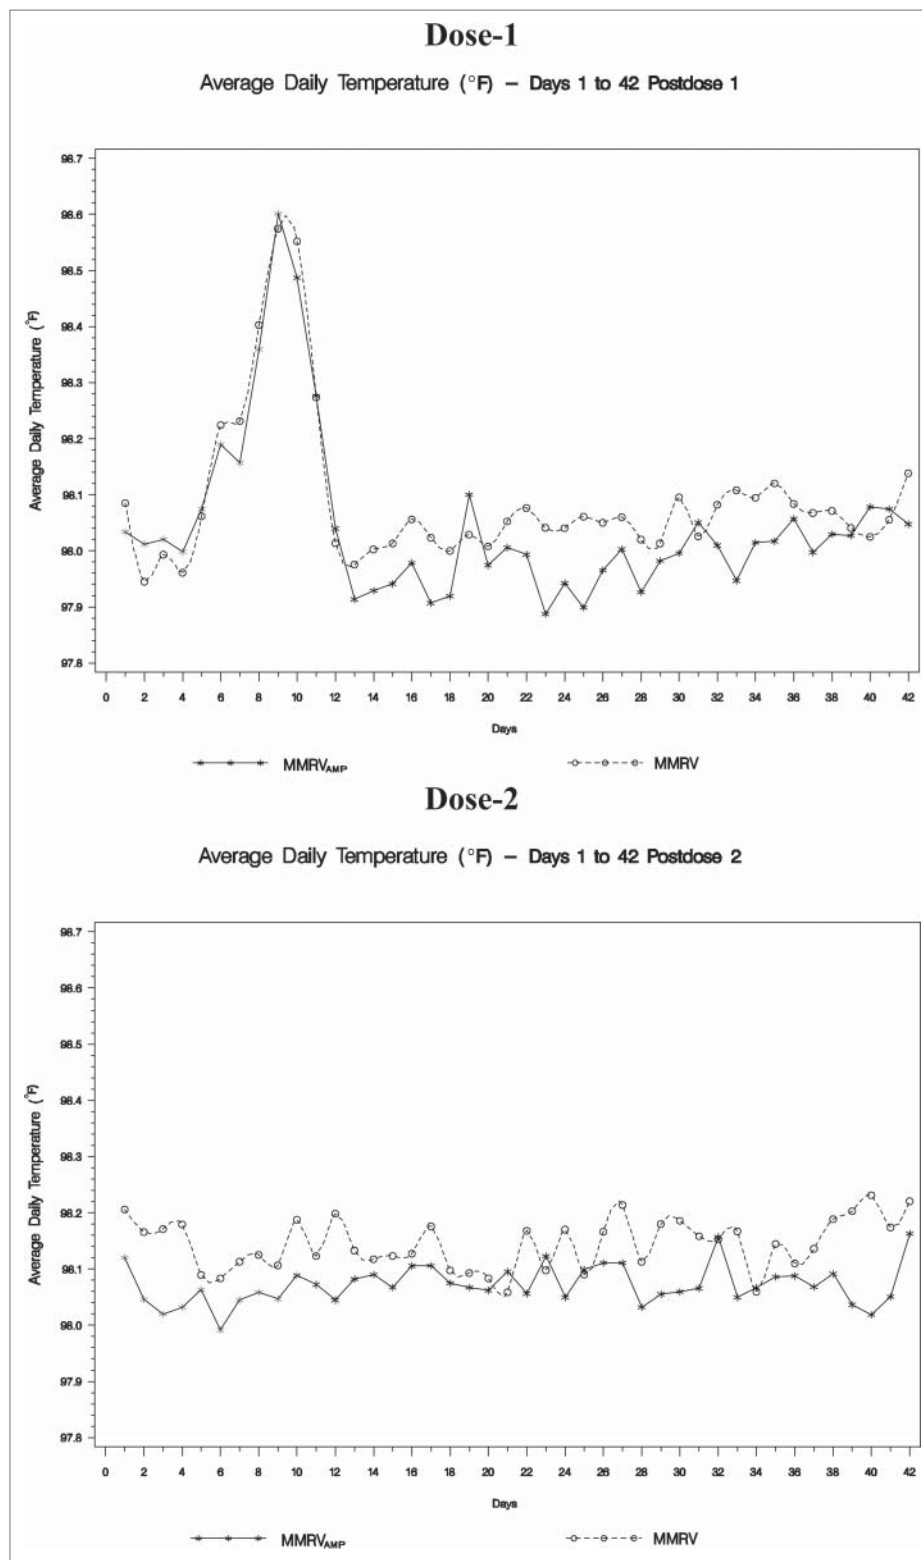 Dose-1
Average Daily Temperature (°F) – Days 1 to 42 Postdose 1
98.7
98.6
98.5
98.4
98.3
98.2
98.1
98.0
97.9
97.8
Average Daily Temperature (°F)
0 2 4 6 8 10 12 14 16 18 20 22 24 26 28 30 32 34 36 38 40 42
Days
MMRVAMP MMRV
Dose-2
Average Daily Temperature (°F) – Days 1 to 42 Postdose 2
98.7
98.6
98.5
98.4
98.3
98.2
98.1
98.0
97.9
97.8
Average Daily Temperature (°F)
0 2 4 6 8 10 12 14 16 18 20 22 24 26 28 30 32 34 36 38 40 42
Days
MMRVAMP MMRV